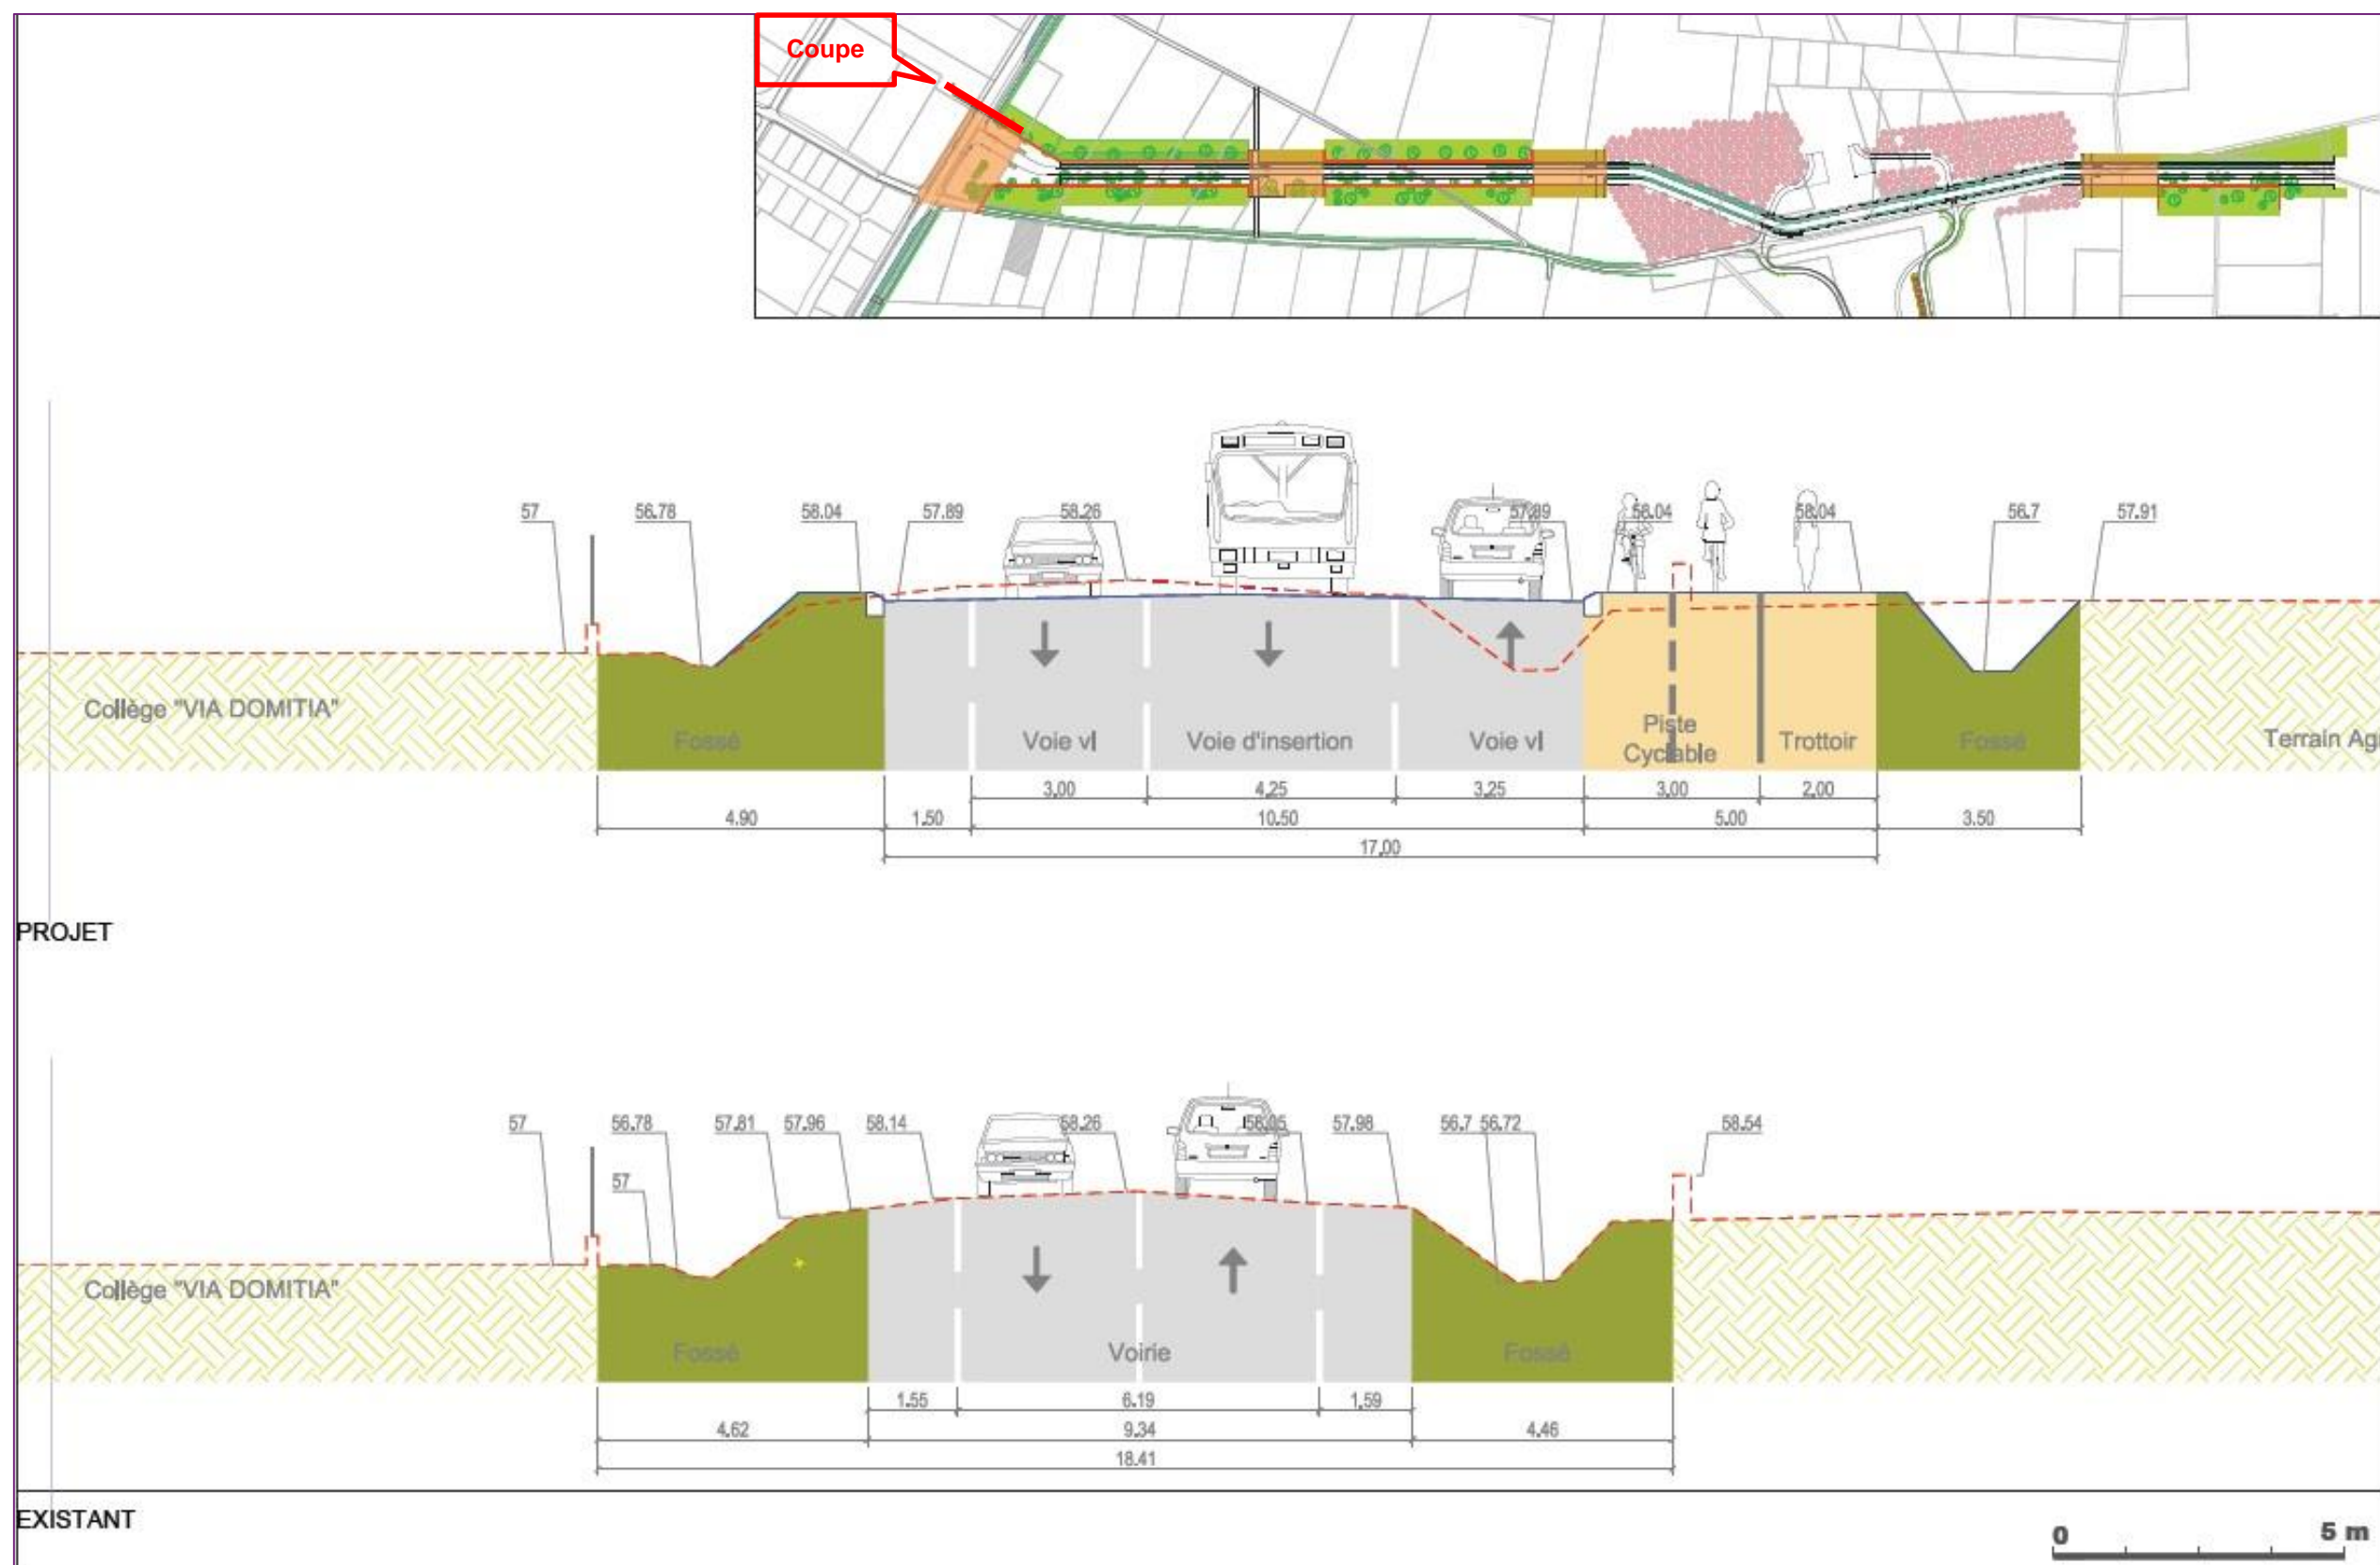 Coupe
57 56.78 58.04 57.89 58.26 57.89 58.04 58.04 56.7 57.91
Collège "VIA DOMITIA"
Fossé Voie vl Voie d'insertion Voie vl Piste Cyclable Trottoir Fossé Terrain Ag
3.00 4.25 3.25 3.00 2.00
4.90 1.50 10.50 5.00 3.50
17.00
PROJET
57 56.78 57.81 57.96 58.14 58.26 58.05 57.98 56.7 56.72 58.54
57
Collège "VIA DOMITIA"
Fossé Voirie Fossé
1.55 6.19 1.59
4.62 9.34 4.46
18.41
EXISTANT
0 5 m